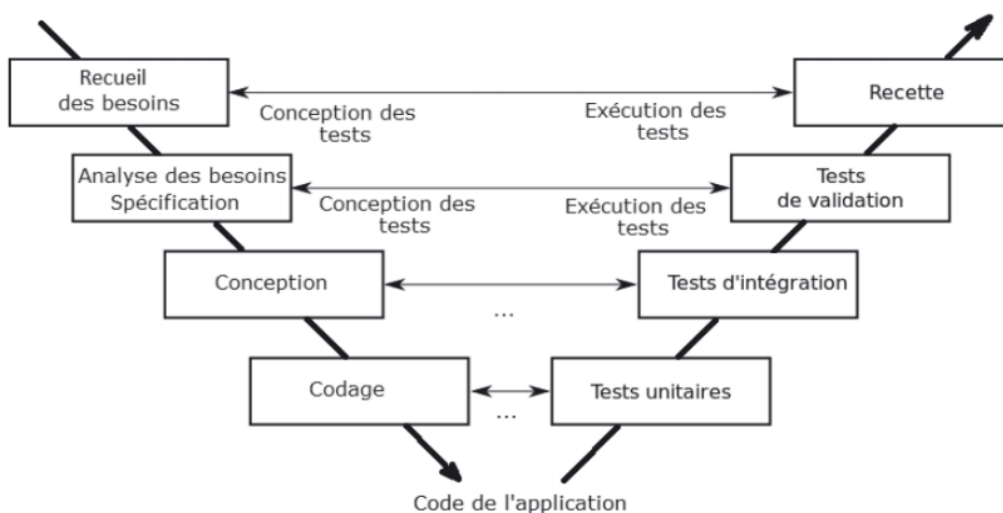 Recueil
des besoins
Recette
Conception des
tests
Exécution des
tests
Analyse des besoins
Spécification
Tests
de validation
Conception des
tests
Exécution des
tests
Conception
Tests d'intégration
...
Codage
Tests unitaires
...
Code de l'application